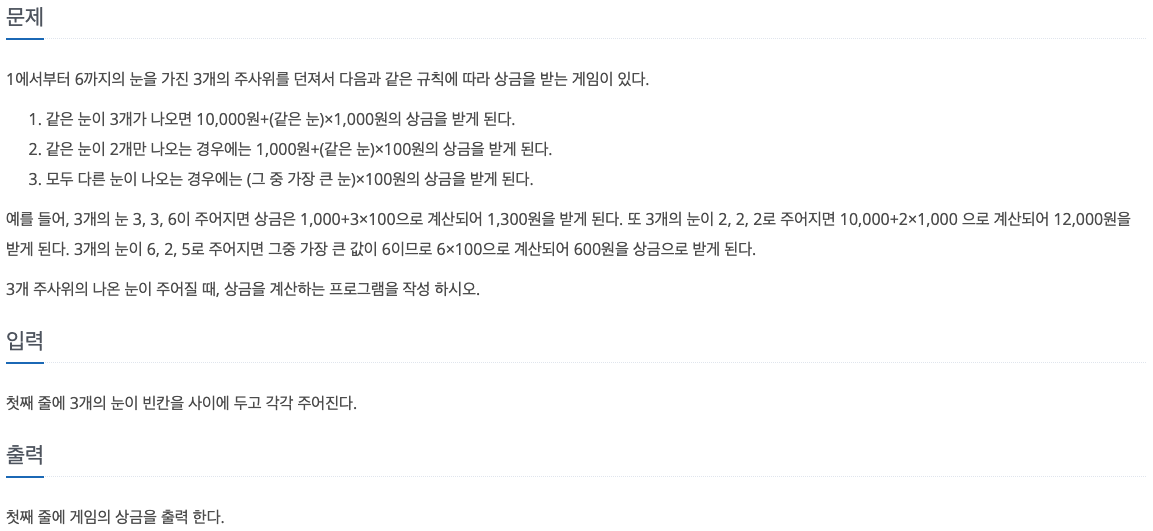 문제
1에서부터 6까지의 눈을 가진 3개의 주사위를 던져서 다음과 같은 규칙에 따라 상금을 받는 게임이 있다.
1. 같은 눈이 3개가 나오면 10,000원+(같은 눈)×1,000원의 상금을 받게 된다.
2. 같은 눈이 2개만 나오는 경우에는 1,000원+(같은 눈)×100원의 상금을 받게 된다.
3. 모두 다른 눈이 나오는 경우에는 (그 중 가장 큰 눈)×100원의 상금을 받게 된다.
예를 들어, 3개의 눈 3, 3, 6이 주어지면 상금은 1,000+3×100으로 계산되어 1,300원을 받게 된다. 또 3개의 눈이 2, 2, 2로 주어지면 10,000+2×1,000 으로 계산되어 12,000원을
받게 된다. 3개의 눈이 6, 2, 5로 주어지면 그중 가장 큰 값이 6이므로 6×100으로 계산되어 600원을 상금으로 받게 된다.
3개 주사위의 나온 눈이 주어질 때, 상금을 계산하는 프로그램을 작성 하시오.
입력
첫째 줄에 3개의 눈이 빈칸을 사이에 두고 각각 주어진다.
출력
첫째 줄에 게임의 상금을 출력 한다.